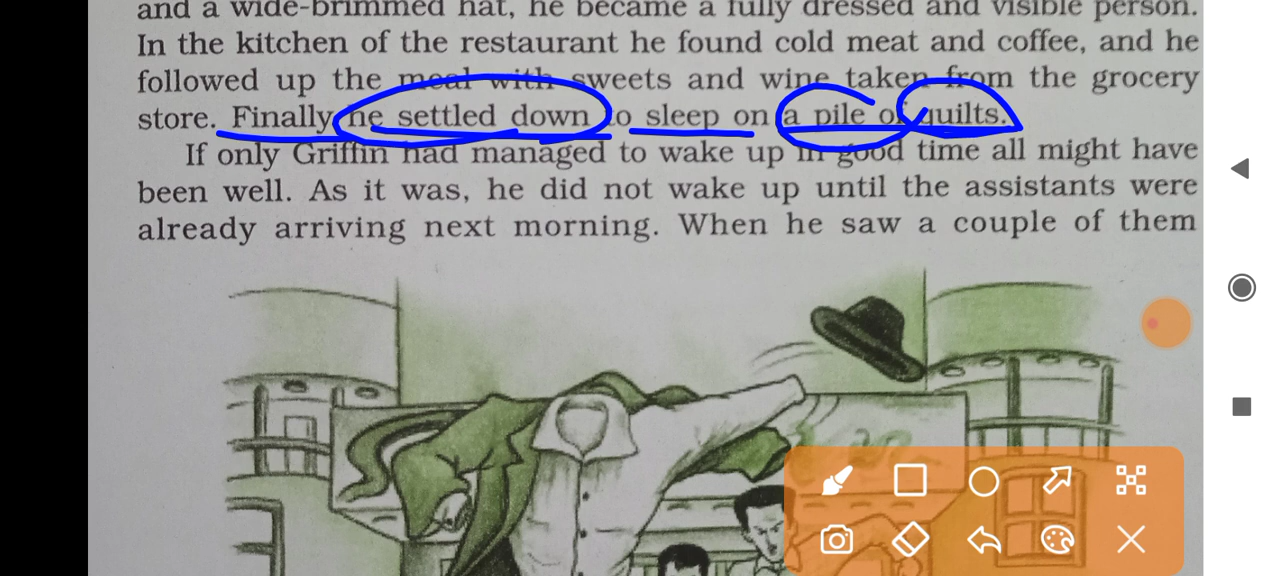 and a wide-brimmed hat, he became a fully dressed and visible person.
In the kitchen of the restaurant he found cold meat and coffee, and he
followed up the meal with sweets and wine taken from the grocery
store. Finally he settled down to sleep on a pile of quilts.
If only Griffin had managed to wake up in good time all might have
been well. As it was, he did not wake up until the assistants were
already arriving next morning. When he saw a couple of them